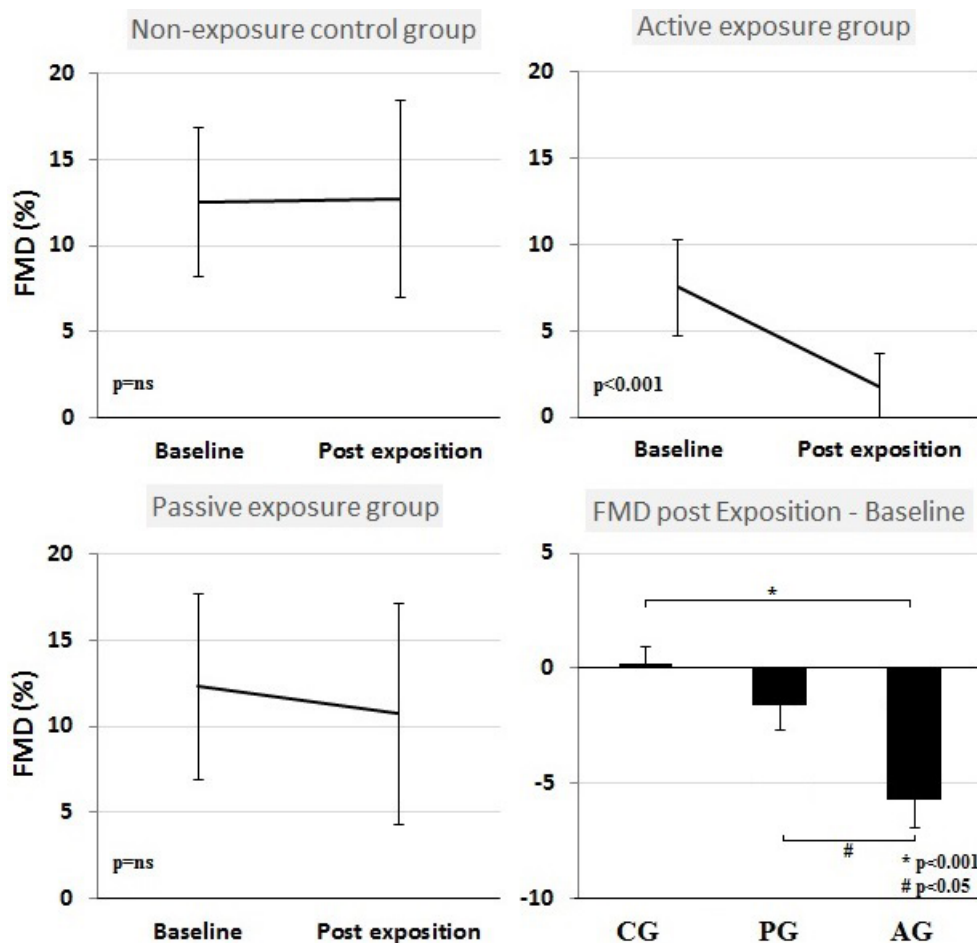 Non-exposure control group
FMD (%)
20
15
10
5
0
p=ns
Baseline Post exposition
Active exposure group
20
15
10
5
0
p<0.001
Baseline Post exposition
Passive exposure group
FMD (%)
20
15
10
5
0
p=ns
Baseline Post exposition
FMD post Exposition - Baseline
5
0
-5
-10
*
#
* p<0.001
# p<0.05
CG PG AG